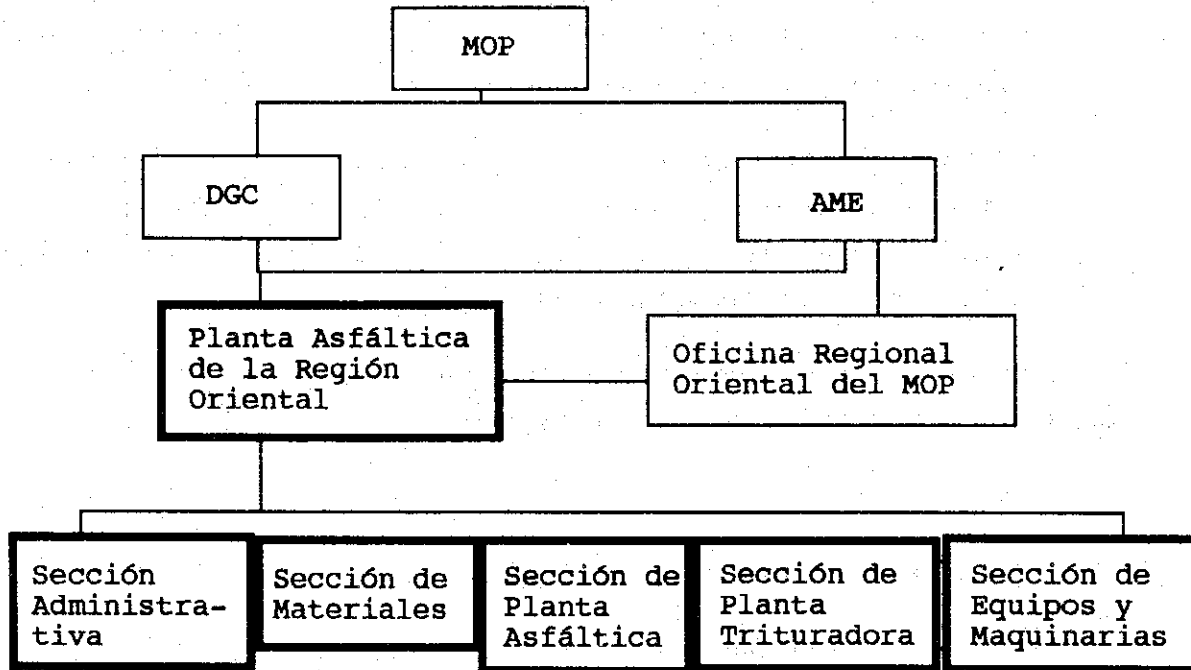 MOP
DGC
AME
Planta Asfáltica
de la Región
Oriental
Oficina Regional
Oriental del MOP
Sección
Administra-
tiva
Sección de
Materiales
Sección de
Planta
Asfáltica
Sección de
Planta
Trituradora
Sección de
Equipos y
Maquinarias